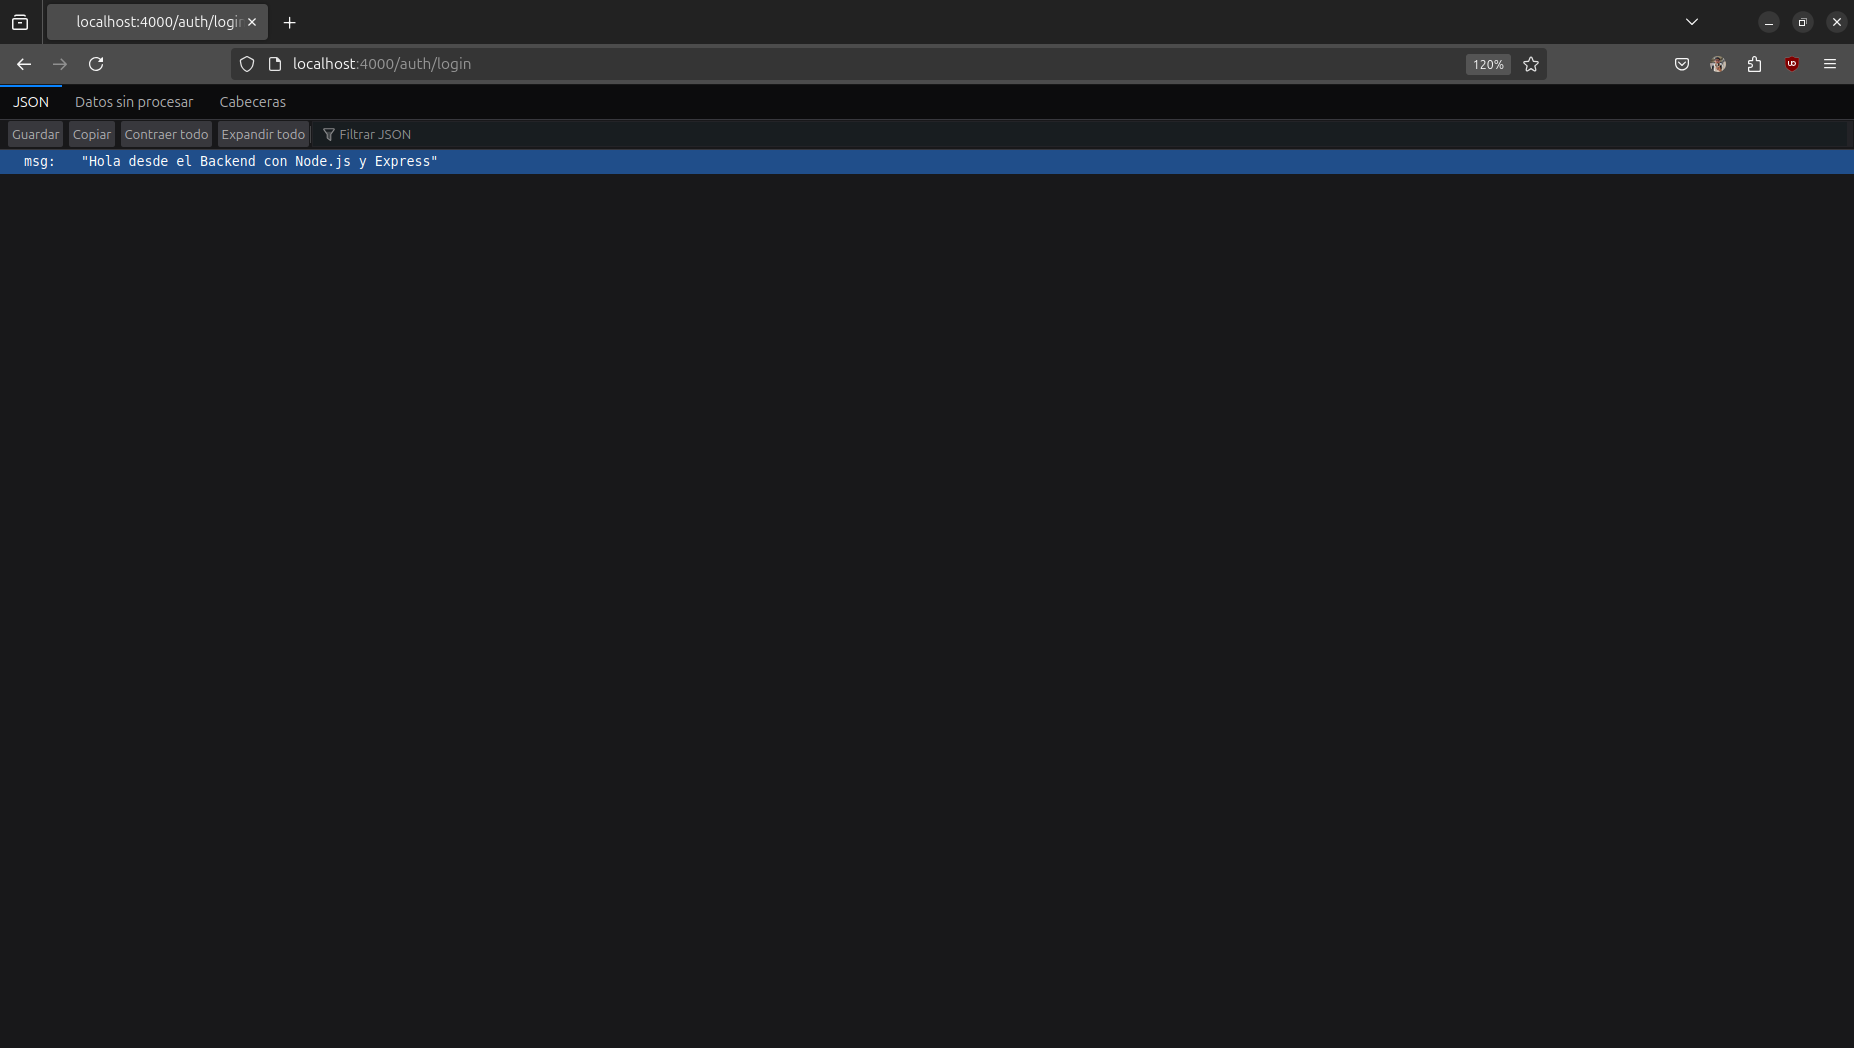 localhost:4000/auth/login
localhost:4000/auth/login
120%
JSON Datos sin procesar Cabeceras
Guardar Copiar Contraer todo Expandir todo Filtrar JSON
msg: "Hola desde el Backend con Node.js y Express"